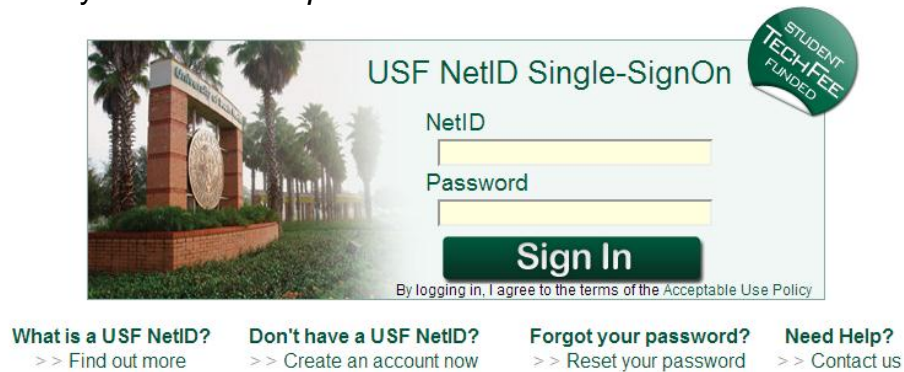 STUDENT
TECHFEE
FUNDED
USF NetID Single-SignOn
NetID
Password
Sign In
By logging in, I agree to the terms of the Acceptable Use Policy
What is a USF NetID? Don't have a USF NetID? Forgot your password? Need Help?
>> Find out more >> Create an account now >> Reset your password >> Contact us